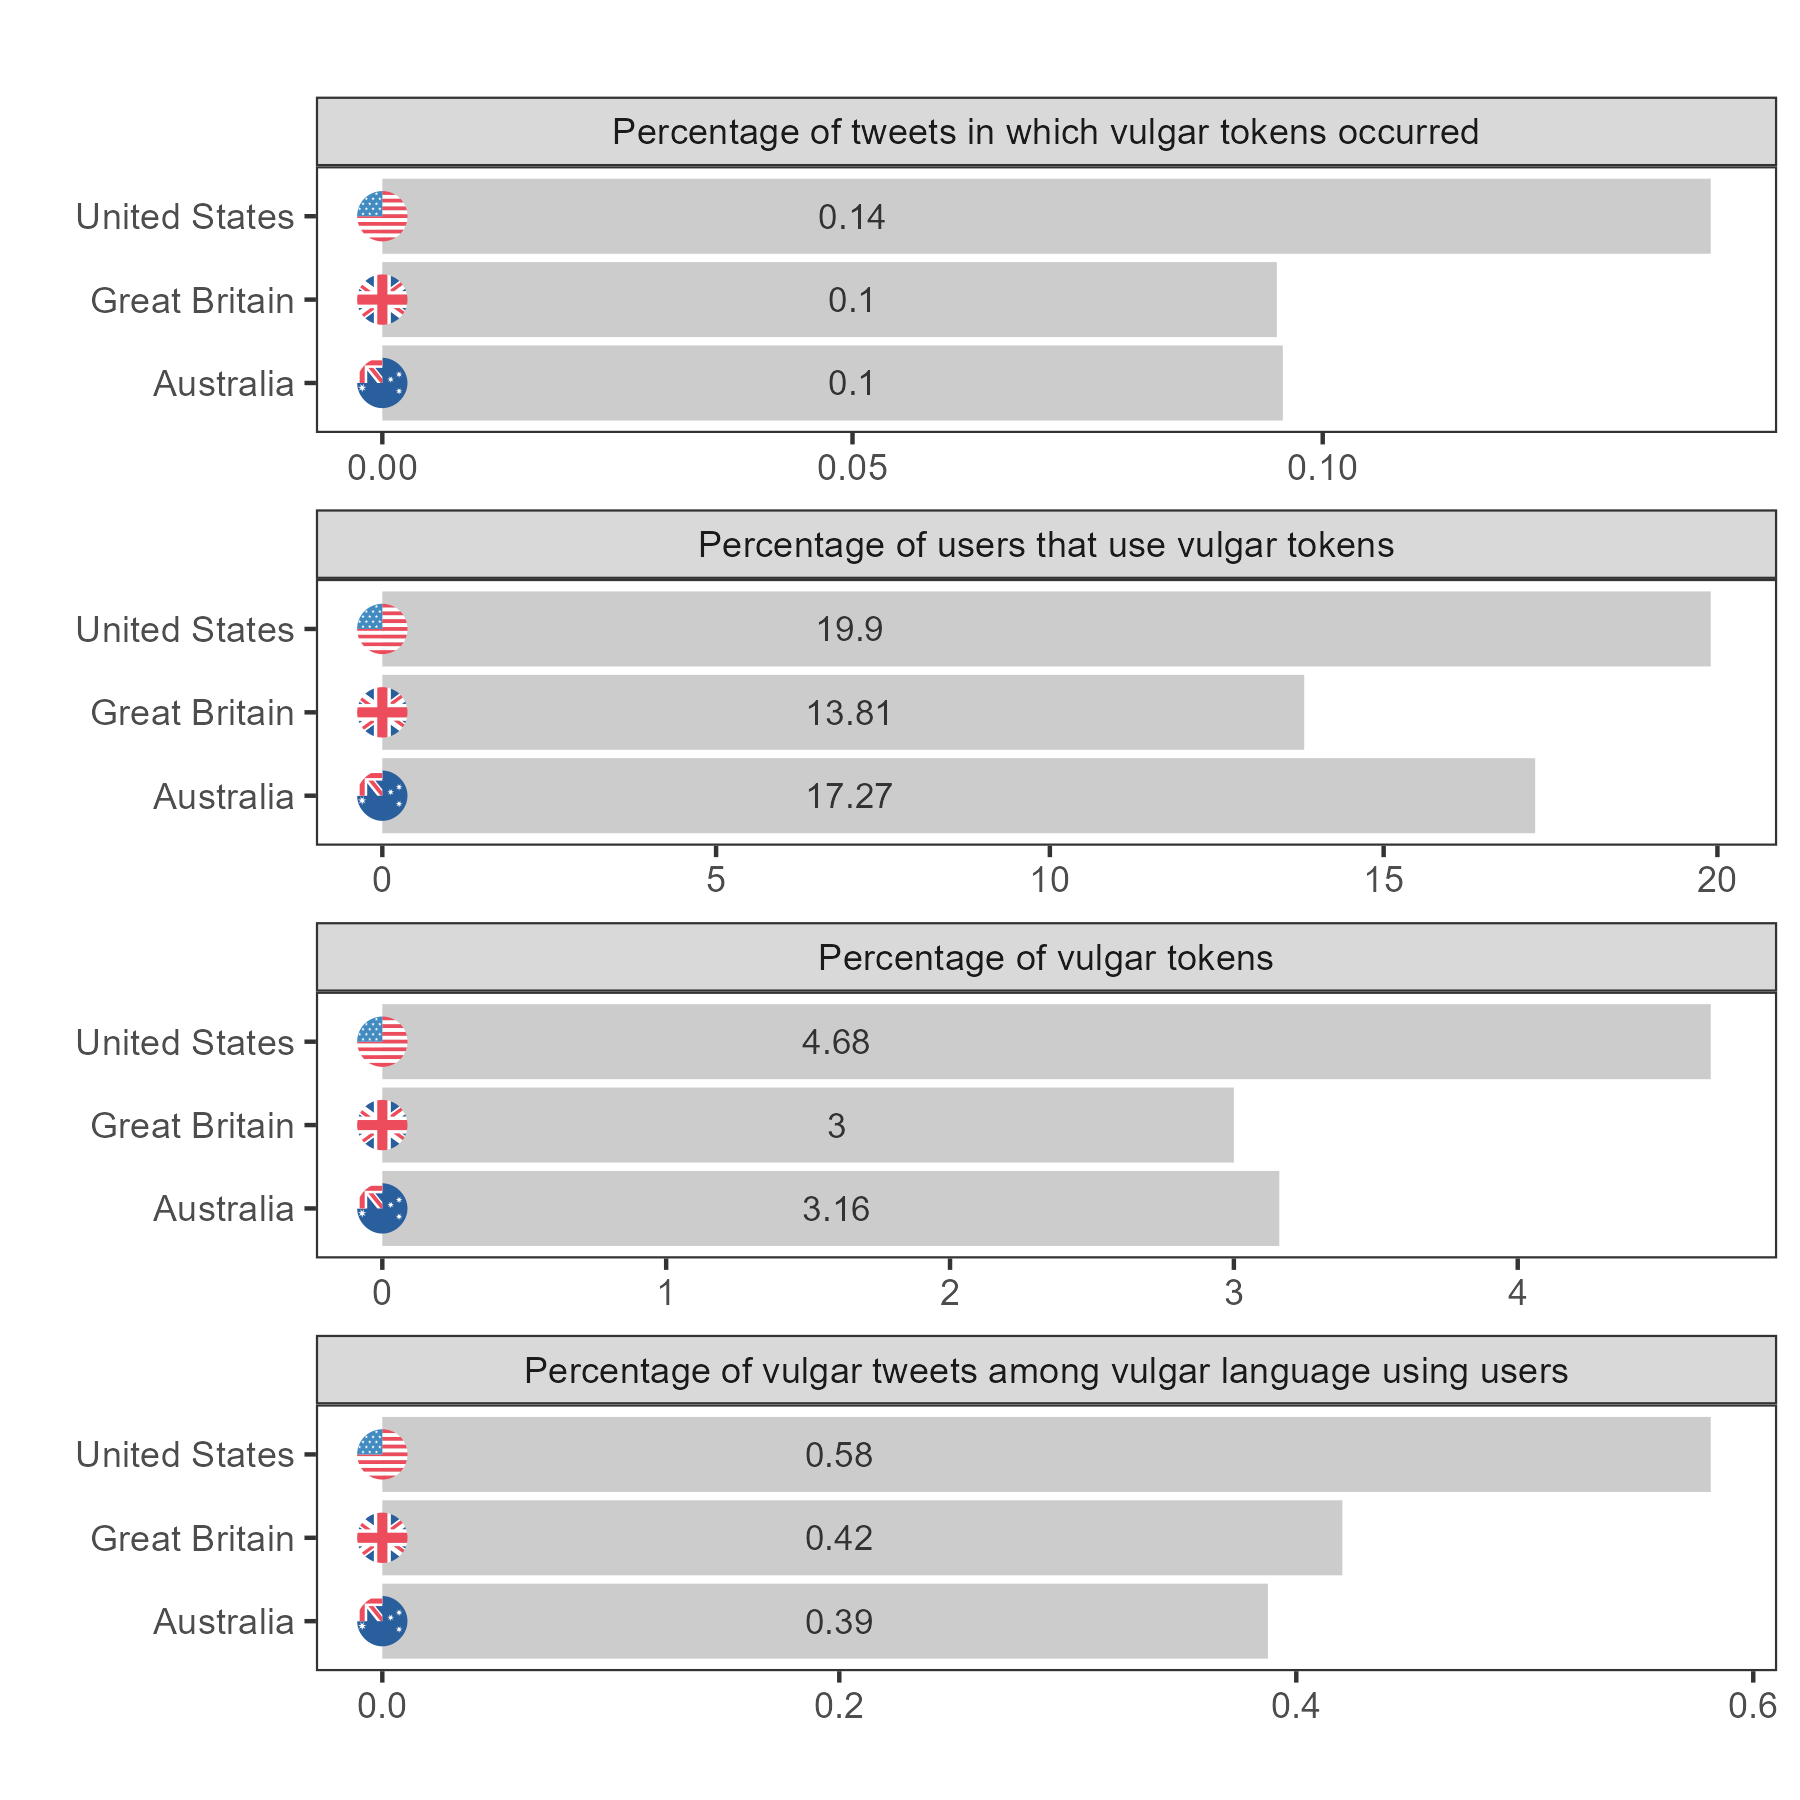 Percentage of tweets in which vulgar tokens occurred
United States 0.14
Great Britain 0.1
Australia 0.1
0.00 0.05 0.10
Percentage of users that use vulgar tokens
United States 19.9
Great Britain 13.81
Australia 17.27
0 5 10 15 20
Percentage of vulgar tokens
United States 4.68
Great Britain 3
Australia 3.16
0 1 2 3 4
Percentage of vulgar tweets among vulgar language using users
United States 0.58
Great Britain 0.42
Australia 0.39
0.0 0.2 0.4 0.6